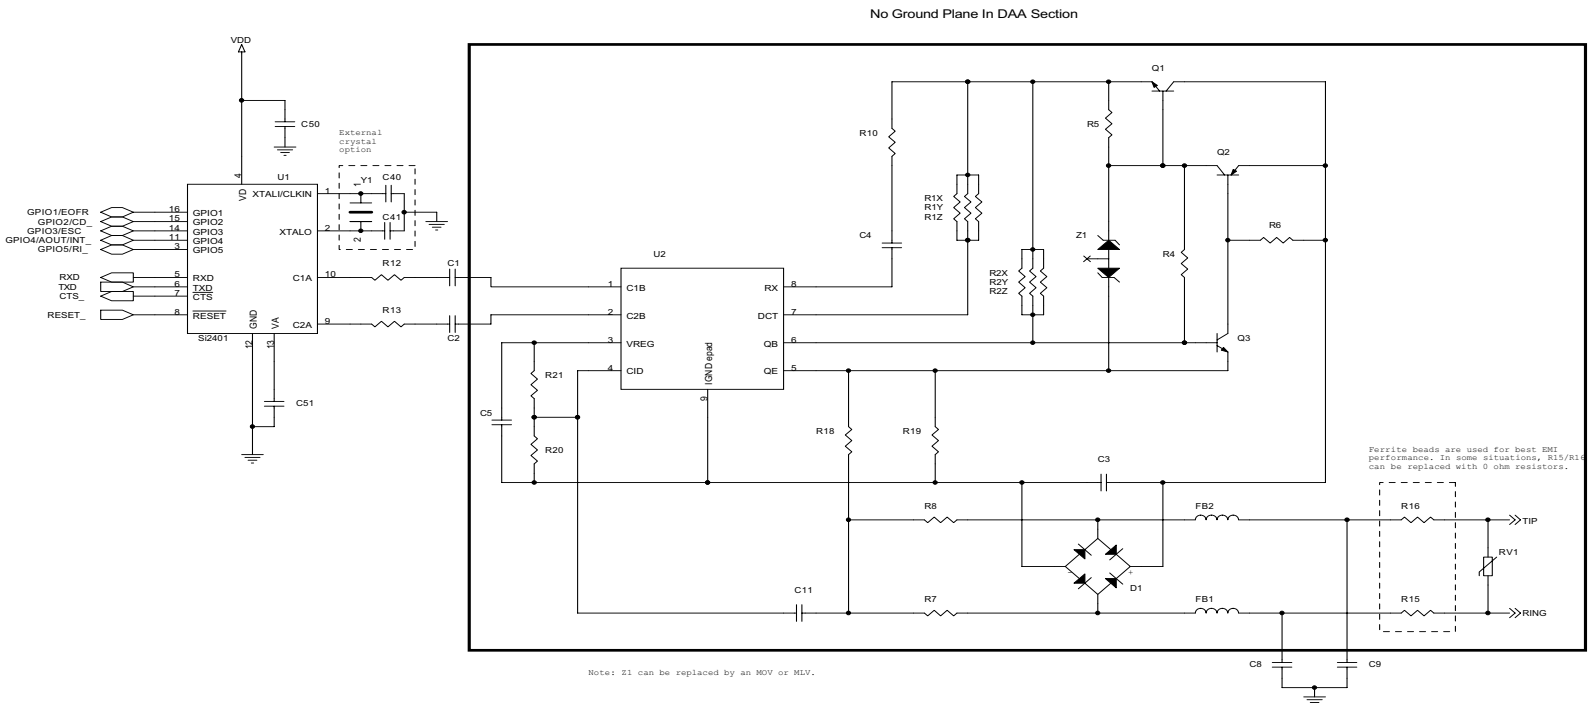 No Ground Plane In DAA Section
VDD
C50
External
crystal
option
U1
4
VD
XTALI/CLKIN
1
1
Y1
C40
C41
2
XTALO
2
GPIO1/EOFR
16
GPIO1
GPIO2/CD_
15
GPIO2
GPIO3/ESC
14
GPIO3
GPIO4/AOUT/INT_
11
GPIO4
GPIO5/RI_
3
GPIO5
RXD
5
RXD
TXD
6
TXD
CTS_
7
CTS
RESET_
8
RESET
C1A
10
R12
C1
C2A
9
R13
C2
GND
VA
Si2401
12
13
C51
U2
1
C1B
2
C2B
3
VREG
4
CID
RX
8
DCT
7
QB
6
QE
5
IGND
epad
9
C5
R21
R20
R10
C4
R1X
R1Y
R1Z
R2X
R2Y
R2Z
Q1
R5
Q2
Z1
R4
R6
Q3
R18
R19
C3
Ferrite beads are used for best EMI
performance. In some situations, R15/R16
can be replaced with 0 ohm resistors.
R8
FB2
R16
TIP
-
+
D1
RV1
C11
R7
FB1
R15
RING
C8
C9
Note: Z1 can be replaced by an MOV or MLV.